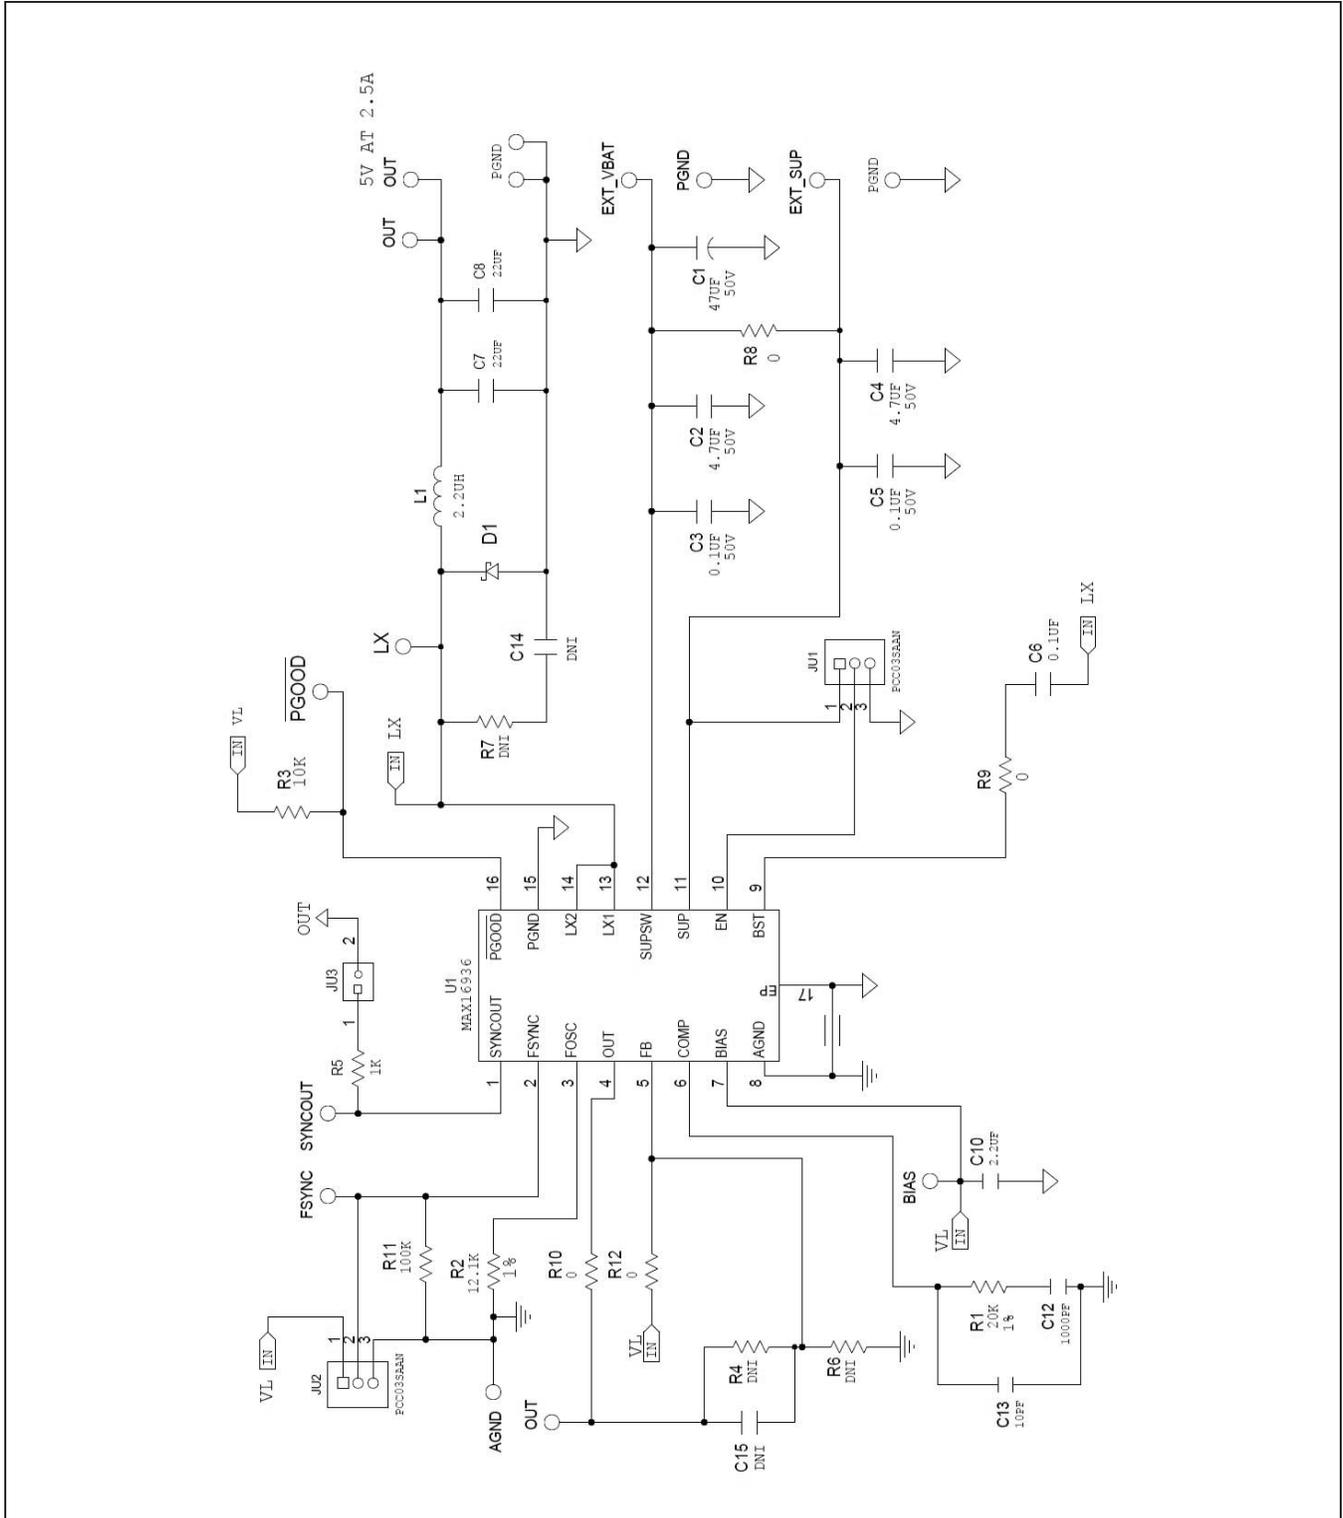 5V AT 2.5A
OUT
OUT
PGND
C8
22UF
C7
22UF
L1
2.2UH
D1
LX
C14
DNI
R7
DNI
IN LX
PGOOD
IN VL
R3
10K
EXT_VBAT
PGND
EXT_SUP
PGND
C1
47UF
50V
R8
0
C2
4.7UF
50V
C3
0.1UF
50V
C4
4.7UF
50V
C5
0.1UF
50V
JU1
PCC03SAAN
1
2
3
C6
0.1UF
IN LX
R9
0
OUT
2
JU3
1
R5
1K
SYNCOUT
FSYNC
U1
MAX16936
16
15
14
13
12
11
10
9
PGOOD
PGND
LX2
LX1
SUPSW
SUP
EN
BST
EP
17
SYNCOUT
FSYNC
FOSC
OUT
FB
COMP
BIAS
AGND
1
2
3
4
5
6
7
8
R11
100K
R2
12.1K
1%
R10
0
R12
0
VL IN
VL IN
JU2
PCC03SAAN
1
2
3
AGND
OUT
R4
DNI
C15
DNI
R6
DNI
BIAS
VL IN
C10
2.2UF
R1
20K
1%
C12
1000PF
C13
10PF